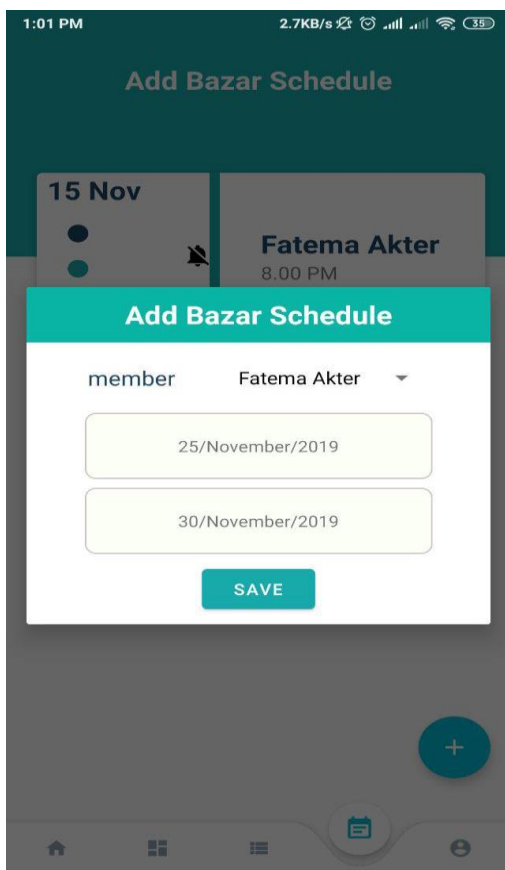 1:01 PM 2.7KB/s 35
Add Bazar Schedule
15 Nov
Fatema Akter
8.00 PM
Add Bazar Schedule
member Fatema Akter
25/November/2019
30/November/2019
SAVE